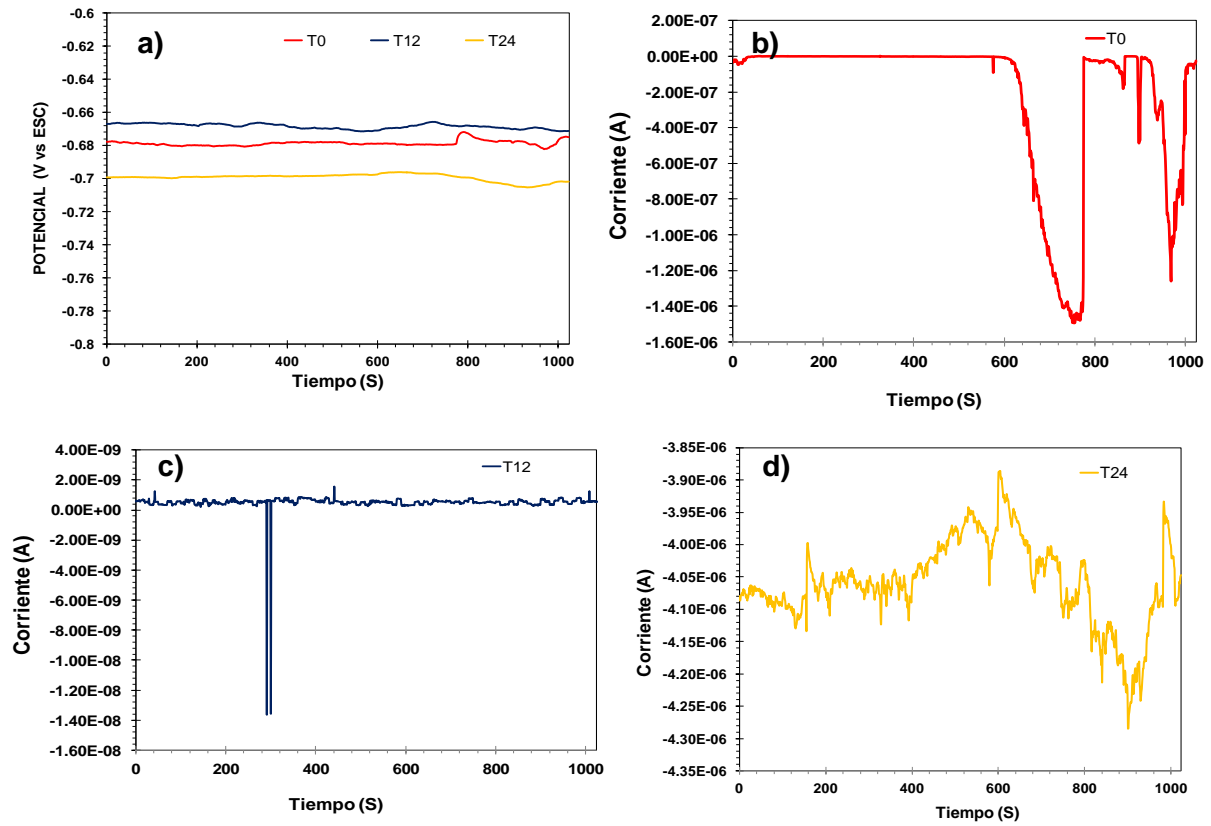 a)
T0 T12 T24
POTENCIAL (V vs ESC)
-0.6
-0.62
-0.64
-0.66
-0.68
-0.7
-0.72
-0.74
-0.76
-0.78
-0.8
0 200 400 600 800 1000
Tiempo (S)
b)
T0
Corriente (A)
2.00E-07
0.00E+00
-2.00E-07
-4.00E-07
-6.00E-07
-8.00E-07
-1.00E-06
-1.20E-06
-1.40E-06
-1.60E-06
0 200 400 600 800 1000
Tiempo (S)
c)
T12
Corriente (A)
4.00E-09
2.00E-09
0.00E+00
-2.00E-09
-4.00E-09
-6.00E-09
-8.00E-09
-1.00E-08
-1.20E-08
-1.40E-08
-1.60E-08
0 200 400 600 800 1000
Tiempo (S)
d)
T24
Corriente (A)
-3.85E-06
-3.90E-06
-3.95E-06
-4.00E-06
-4.05E-06
-4.10E-06
-4.15E-06
-4.20E-06
-4.25E-06
-4.30E-06
-4.35E-06
0 200 400 600 800 1000
Tiempo (S)